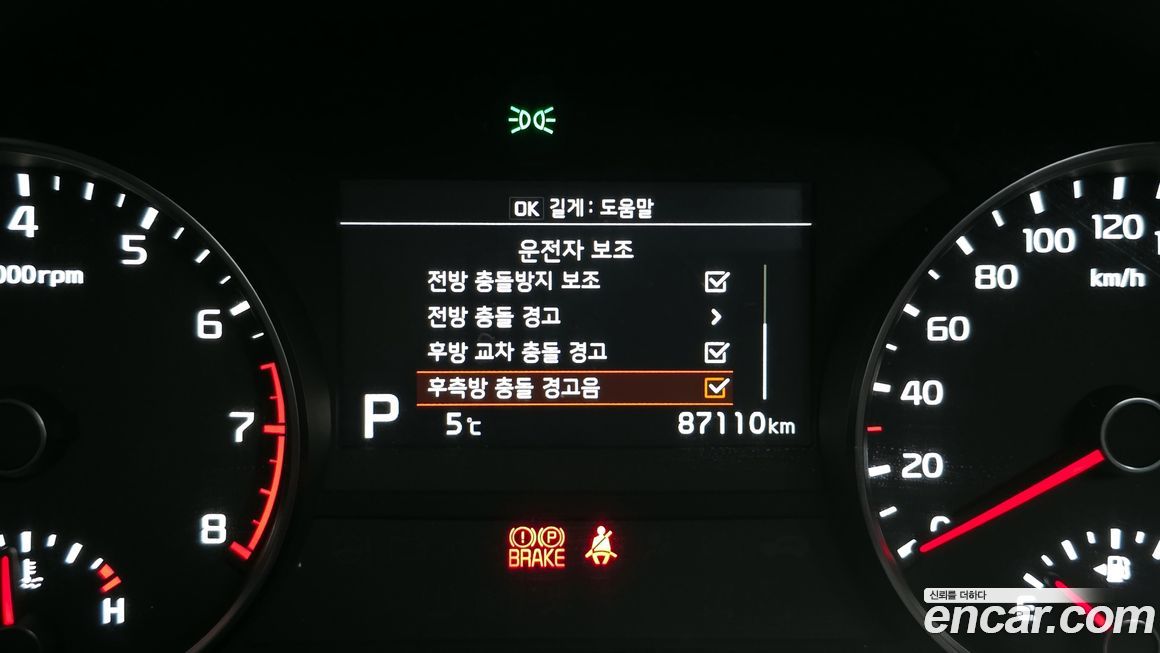 OK 길게 : 도움말
운전자 보조
전방 충돌방지 보조
전방 충돌 경고
후방 교차 충돌 경고
후측방 충돌 경고음
P
5℃
87110km
4
5
6
7
8
000rpm
H
0
20
40
60
80
100
120
km/h
E
P
BRAKE
신뢰를 더하다
encar.com